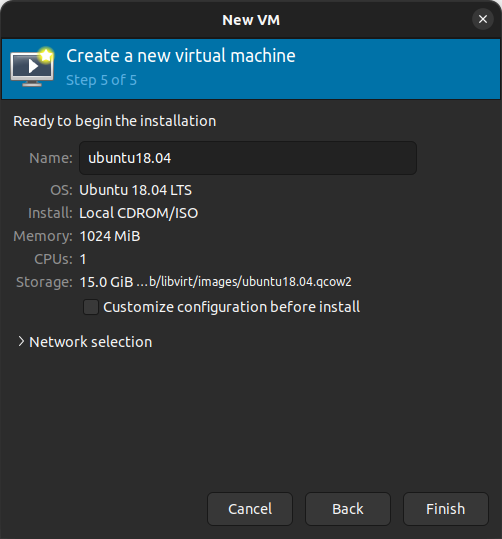 New VM
Create a new virtual machine
Step 5 of 5
Ready to begin the installation
Name: ubuntu18.04
OS: Ubuntu 18.04 LTS
Install: Local CDROM/ISO
Memory: 1024 MiB
CPUs: 1
Storage: 15.0 GiB ...b/libvirt/images/ubuntu18.04.qcow2
Customize configuration before install
Network selection
Cancel Back Finish